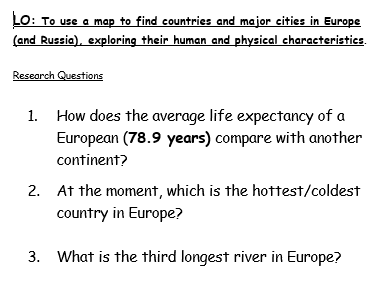 LO: To use a map to find countries and major cities in Europe
(and Russia), exploring their human and physical characteristics.
Research Questions
1. How does the average life expectancy of a
European (78.9 years) compare with another
continent?
2. At the moment, which is the hottest/coldest
country in Europe?
3. What is the third longest river in Europe?